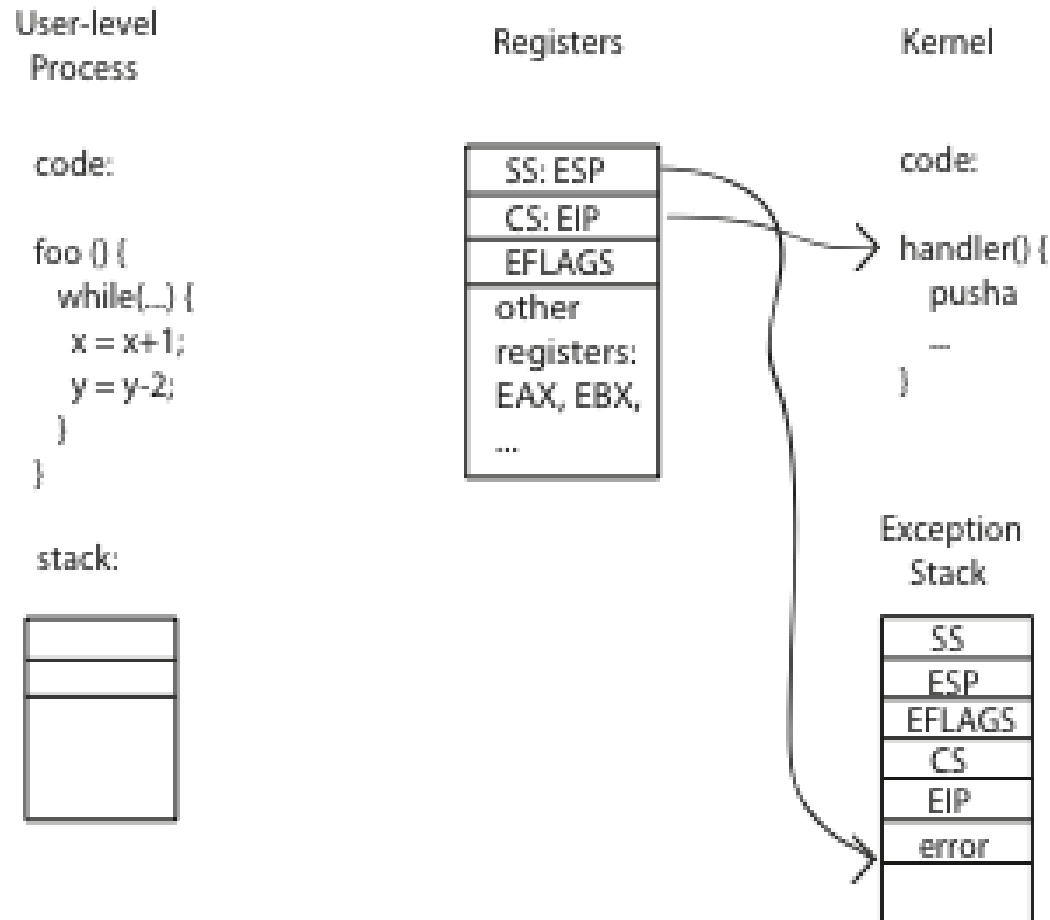 User-level
Process
code:
foo () {
while(...) {
x = x+1;
y = y-2;
}
}
stack:
Registers
SS: ESP
CS: EIP
EFLAGS
other
registers:
EAX, EBX,
...
Kernel
code:
handler() {
pusha
...
}
Exception
Stack
SS
ESP
EFLAGS
CS
EIP
error